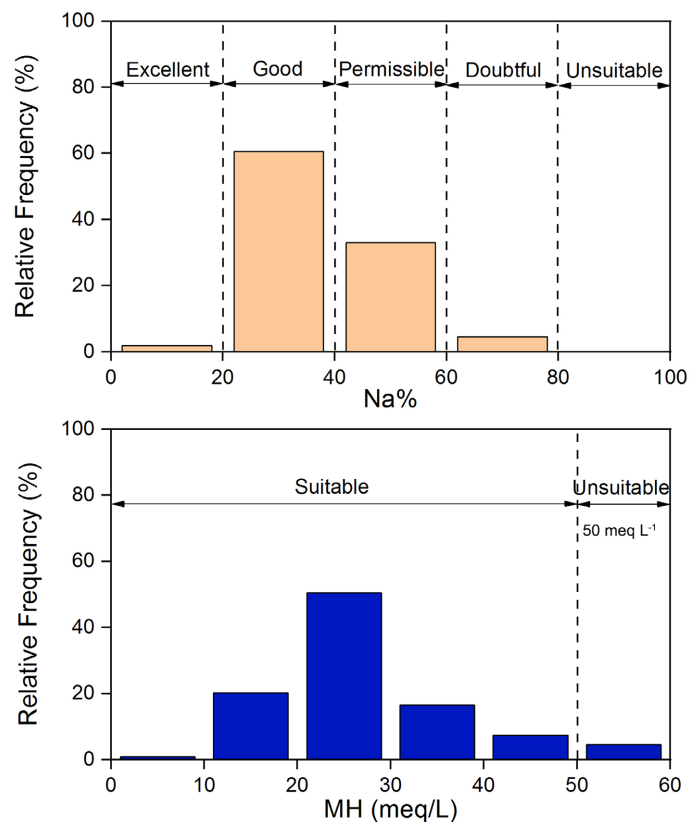 100
80
60
40
20
0
Relative Frequency (%)
Excellent Good Permissible Doubtful Unsuitable
0 20 40 60 80 100
Na%
100
80
60
40
20
0
Relative Frequency (%)
Suitable Unsuitable
50 meq L⁻¹
0 10 20 30 40 50 60
MH (meq/L)